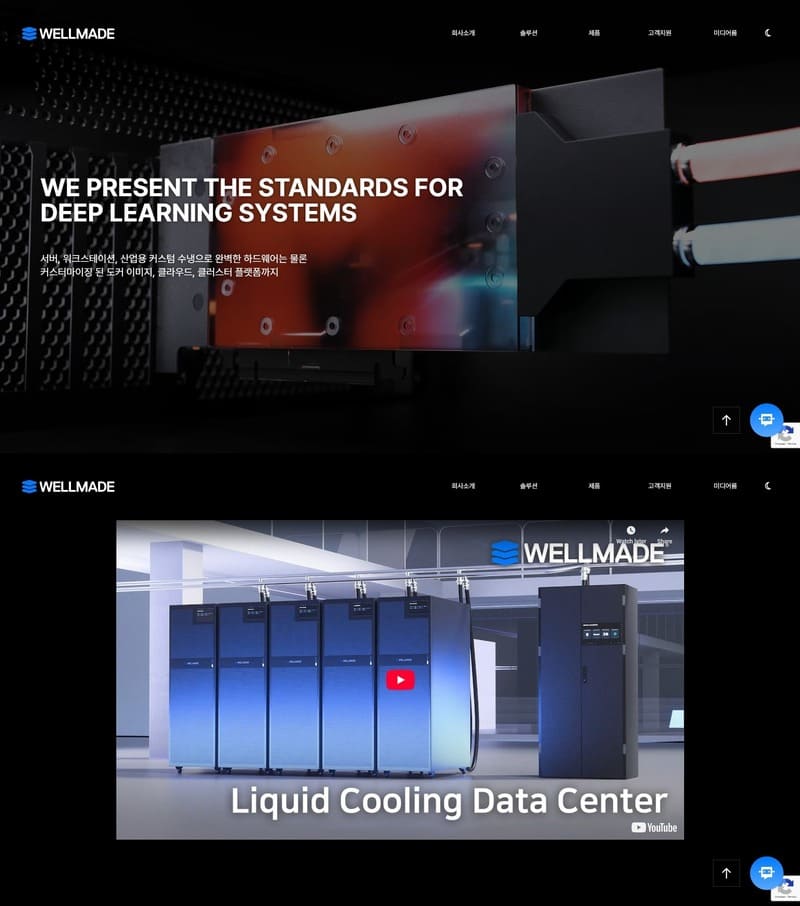 WELLMADE
회사소개
솔루션
제품
고객지원
미디어룸
WE PRESENT THE STANDARDS FOR
DEEP LEARNING SYSTEMS
서버, 워크스테이션, 산업용 커스텀 수냉으로 완벽한 하드웨어는 물론
커스터마이징 된 도커 이미지, 클라우드, 클러스터 플랫폼까지
WELLMADE
회사소개
솔루션
제품
고객지원
미디어룸
Watch later
Share
WELLMADE
Liquid Cooling Data Center
YouTube